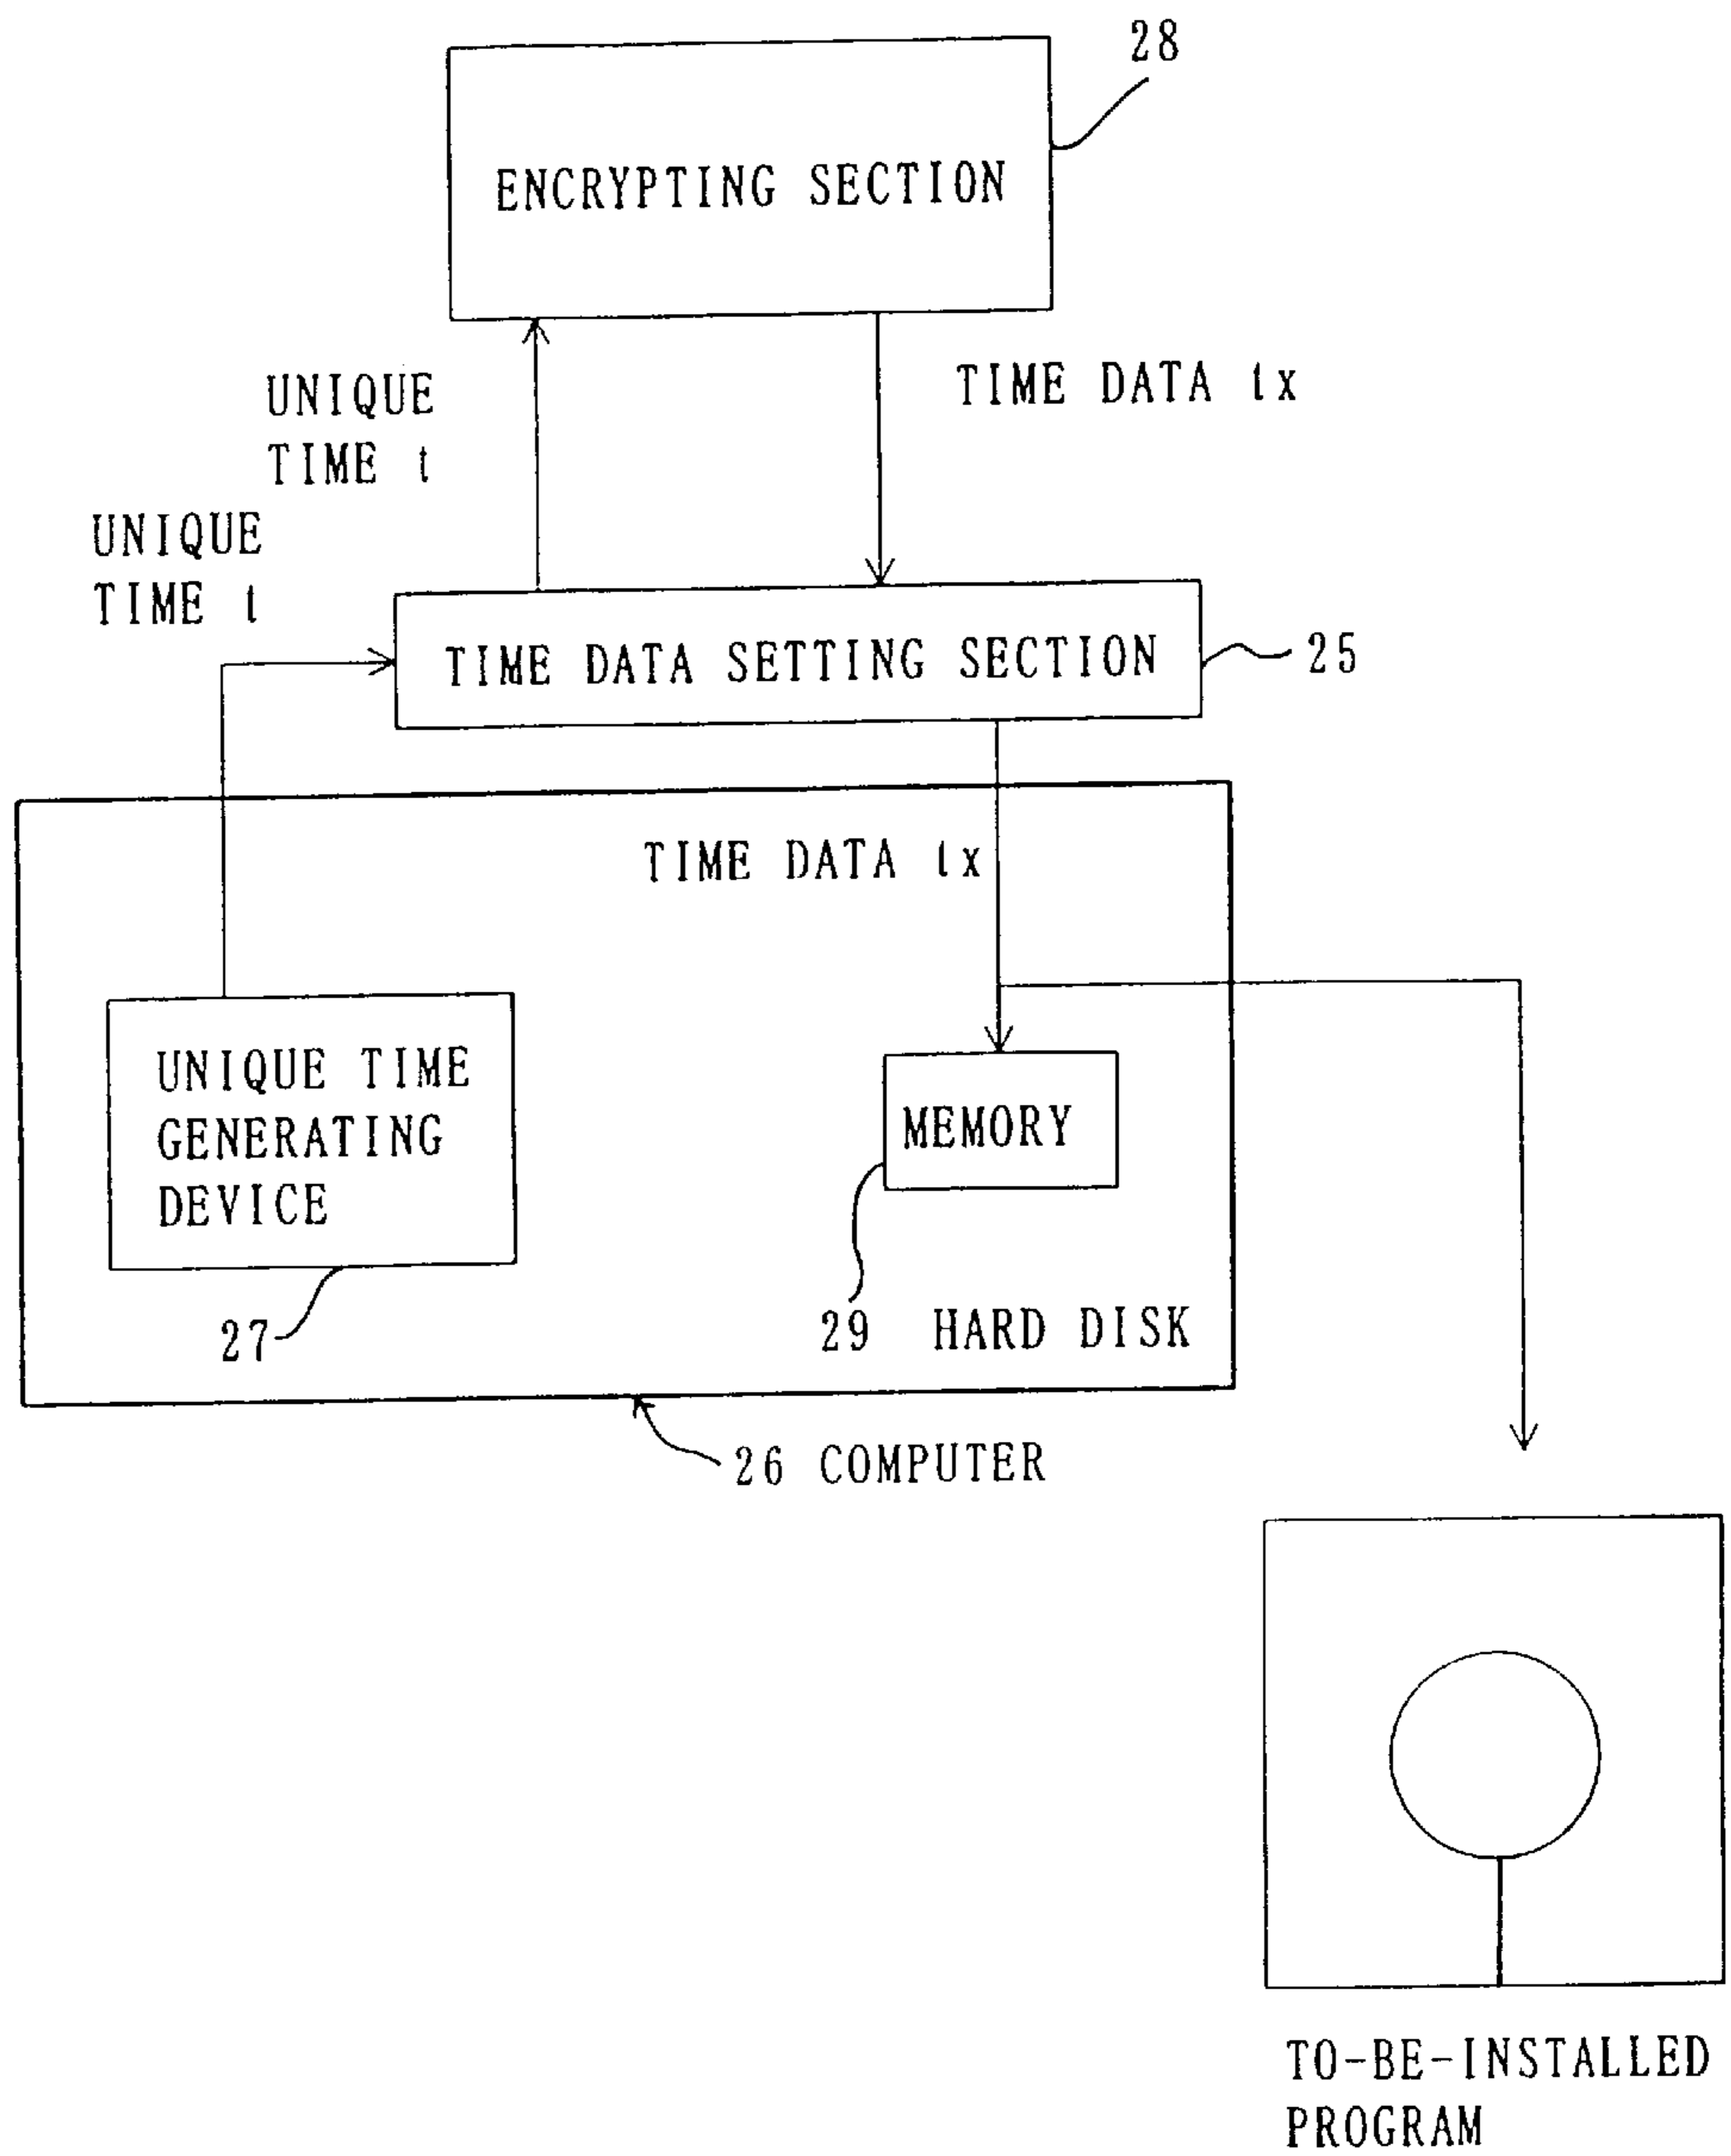 28
ENCRYPTING SECTION
UNIQUE
TIME t
TIME DATA tx
UNIQUE
TIME t
TIME DATA SETTING SECTION
25
TIME DATA tx
UNIQUE TIME
GENERATING
DEVICE
MEMORY
27
29 HARD DISK
26 COMPUTER
TO-BE-INSTALLED
PROGRAM